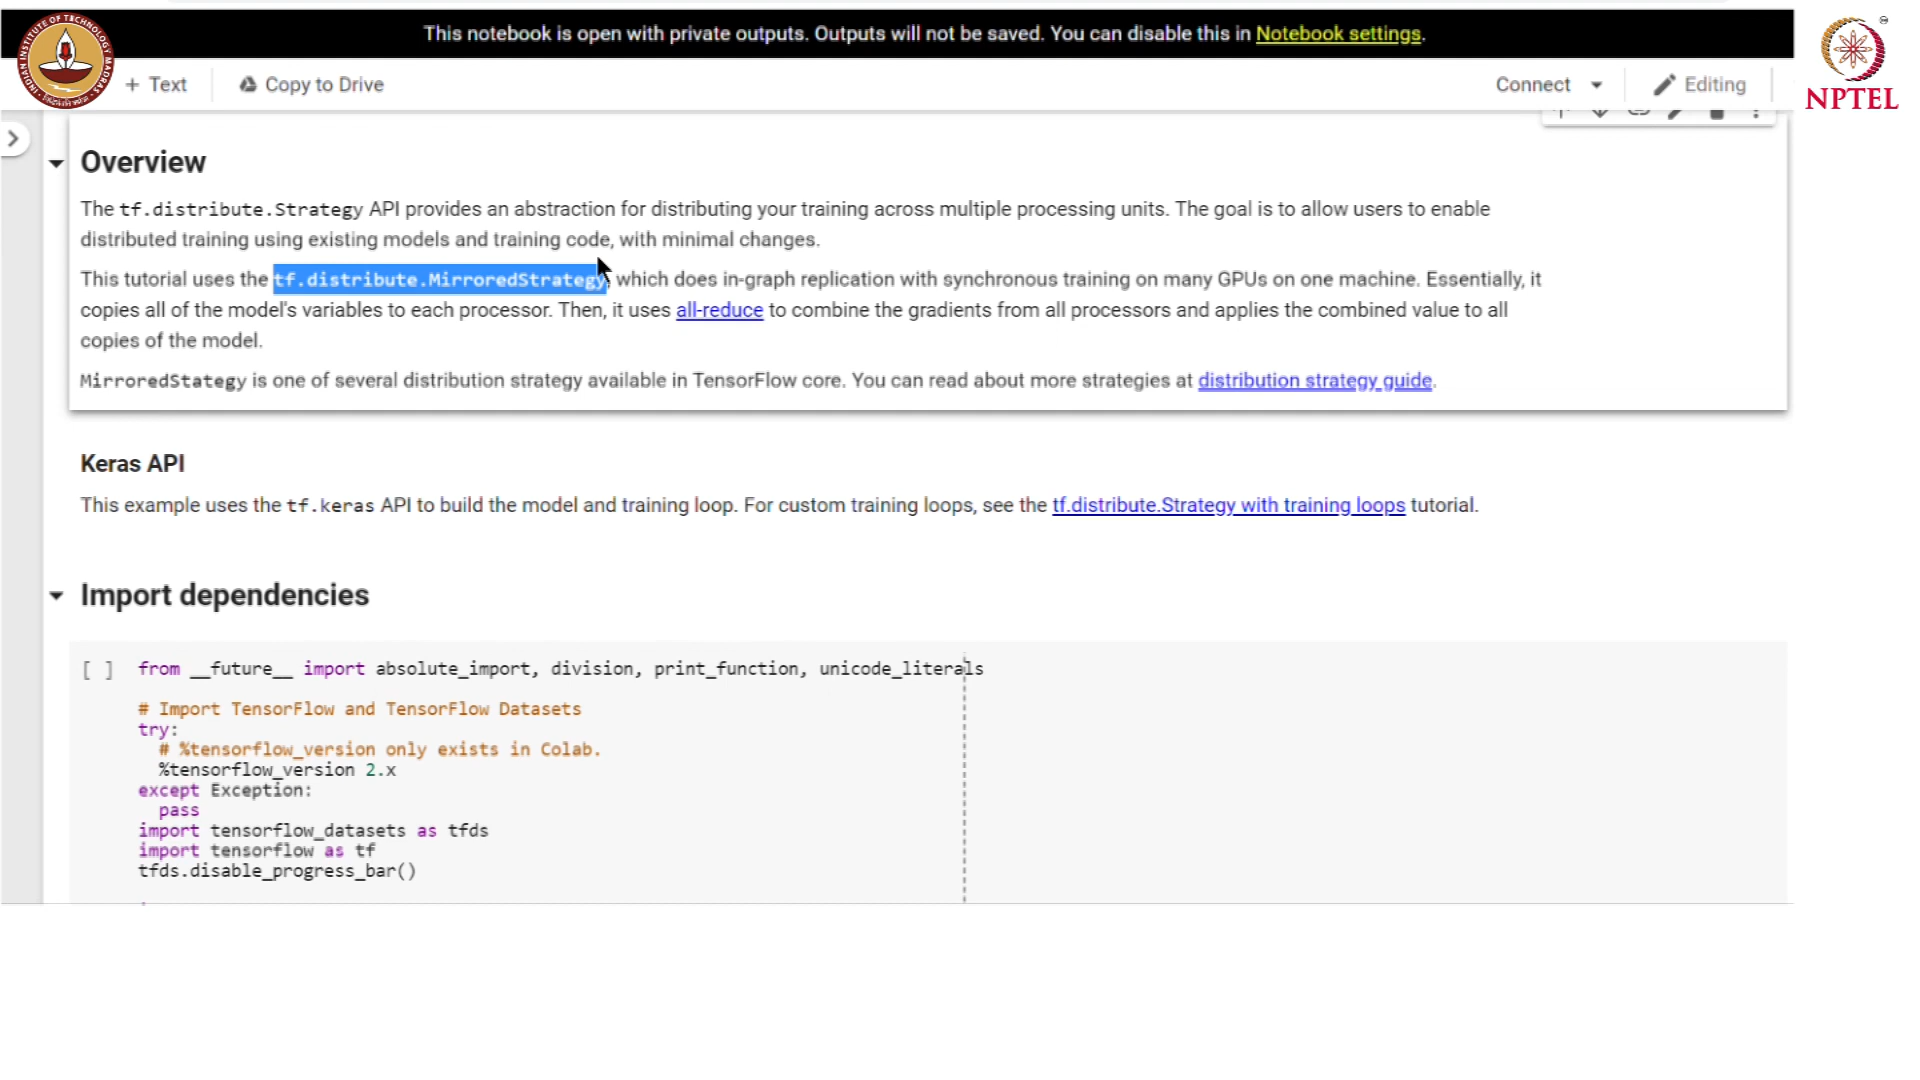 This notebook is open with private outputs. Outputs will not be saved. You can disable this in Notebook settings.
INDIAN INSTITUTE OF TECHNOLOGY MADRAS
+ Text Copy to Drive Connect Editing
NPTEL
Overview
The tf.distribute.Strategy API provides an abstraction for distributing your training across multiple processing units. The goal is to allow users to enable
distributed training using existing models and training code, with minimal changes.
This tutorial uses the tf.distribute.MirroredStrategy, which does in-graph replication with synchronous training on many GPUs on one machine. Essentially, it
copies all of the model's variables to each processor. Then, it uses all-reduce to combine the gradients from all processors and applies the combined value to all
copies of the model.
MirroredStategy is one of several distribution strategy available in TensorFlow core. You can read about more strategies at distribution strategy guide.
Keras API
This example uses the tf.keras API to build the model and training loop. For custom training loops, see the tf.distribute.Strategy with training loops tutorial.
Import dependencies
[ ] from __future__ import absolute_import, division, print_function, unicode_literals
# Import TensorFlow and TensorFlow Datasets
try:
# %tensorflow_version only exists in Colab.
%tensorflow_version 2.x
except Exception:
pass
import tensorflow_datasets as tfds
import tensorflow as tf
tfds.disable_progress_bar()